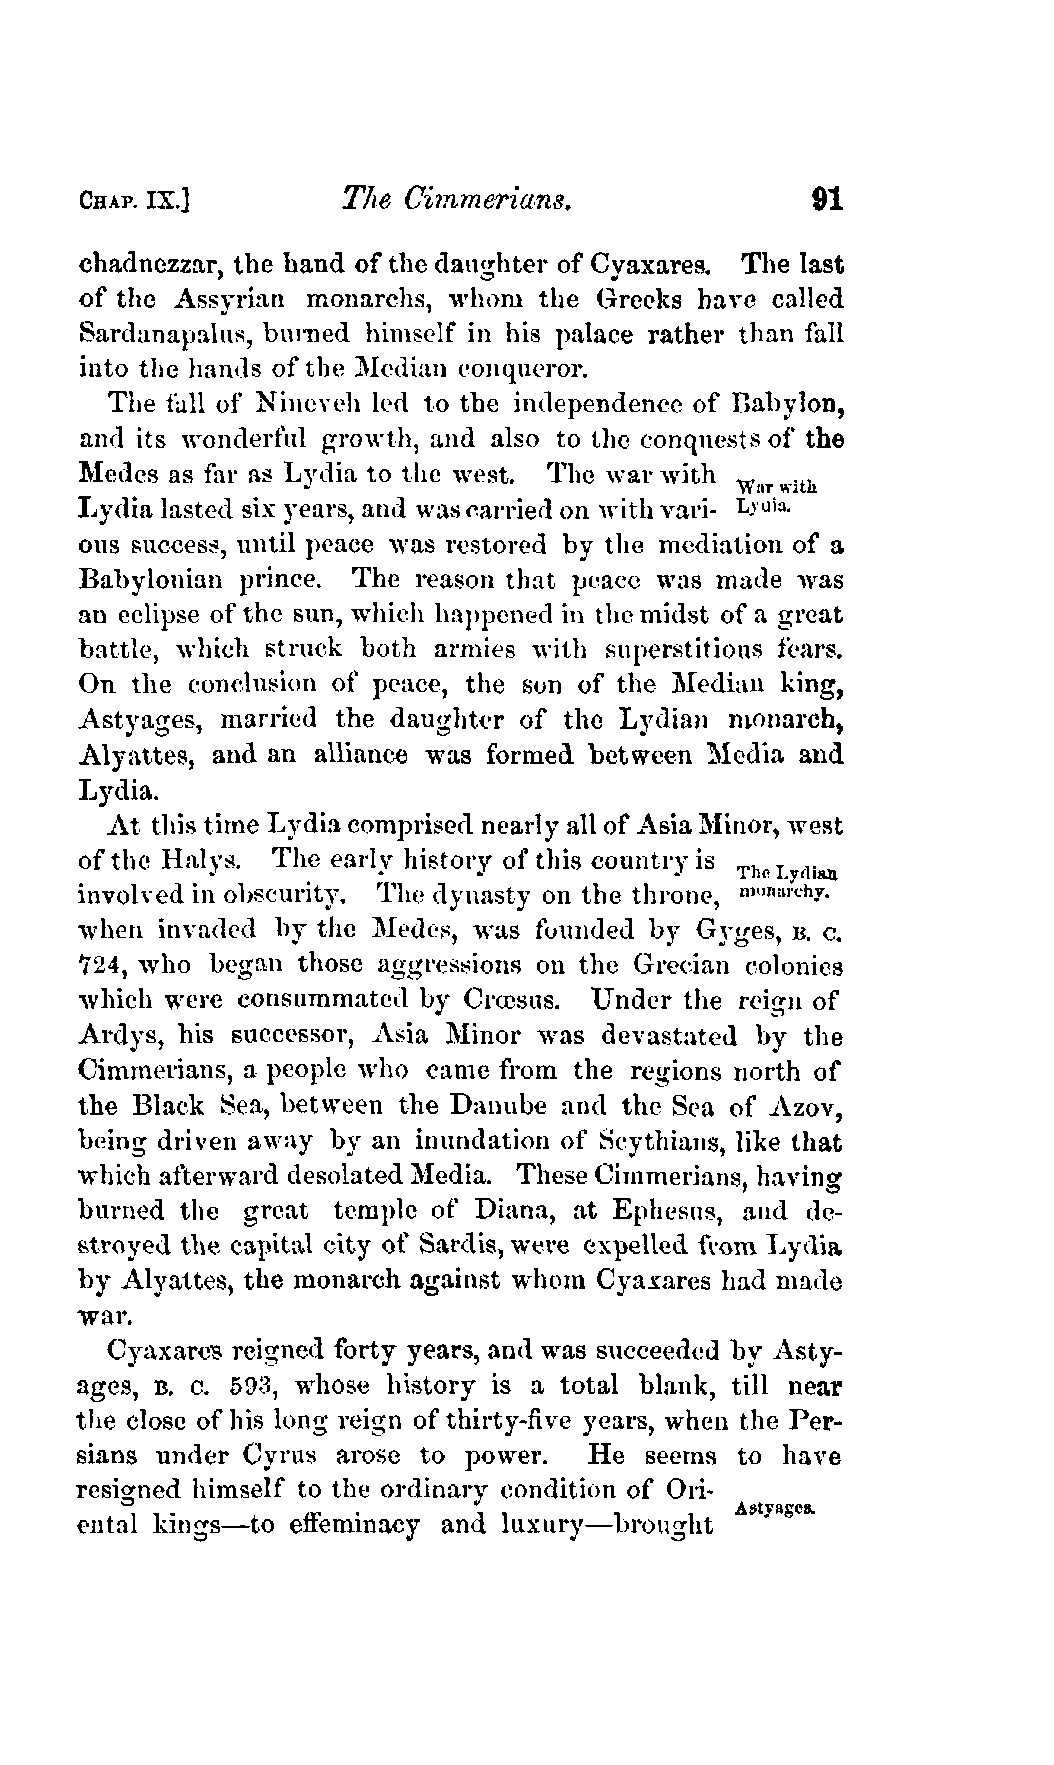 CHAP. IX.] The Cimmerians. 91
chadnezzar, the hand of the daughter of Cyaxares. The last
of the Assyrian monarchs, whom the Greeks have called
Sardanapalus, burned himself in his palace rather than fall
into the hands of the Median conqueror.
The fall of Nineveh led to the independence of Babylon,
and its wonderful growth, and also to the conquests of the
Medes as far as Lydia to the west. The war with
War with
Lydia lasted six years, and was carried on with vari-
Lydia.
ous success, until peace was restored by the mediation of a
Babylonian prince. The reason that peace was made was
an eclipse of the sun, which happened in the midst of a great
battle, which struck both armies with superstitious fears.
On the conclusion of peace, the son of the Median king,
Astyages, married the daughter of the Lydian monarch,
Alyattes, and an alliance was formed between Media and
Lydia.
At this time Lydia comprised nearly all of Asia Minor, west
of the Halys. The early history of this country is
The Lydian
involved in obscurity. The dynasty on the throne,
monarchy.
when invaded by the Medes, was founded by Gyges, B. C.
724, who began those aggressions on the Grecian colonies
which were consummated by Crœsus. Under the reign of
Ardys, his successor, Asia Minor was devastated by the
Cimmerians, a people who came from the regions north of
the Black Sea, between the Danube and the Sea of Azov,
being driven away by an inundation of Scythians, like that
which afterward desolated Media. These Cimmerians, having
burned the great temple of Diana, at Ephesus, and de-
stroyed the capital city of Sardis, were expelled from Lydia
by Alyattes, the monarch against whom Cyaxares had made
war.
Cyaxares reigned forty years, and was succeeded by Asty-
ages, B. C. 593, whose history is a total blank, till near
the close of his long reign of thirty-five years, when the Per-
sians under Cyrus arose to power. He seems to have
resigned himself to the ordinary condition of Ori-
Astyages.
ental kings—to effeminacy and luxury—brought